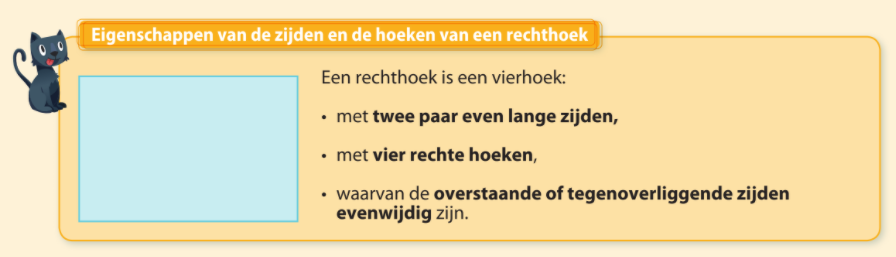 Eigenschappen van de zijden en de hoeken van een rechthoek
Een rechthoek is een vierhoek:
• met twee paar even lange zijden,
• met vier rechte hoeken,
• waarvan de overstaande of tegenoverliggende zijden
evenwijdig zijn.